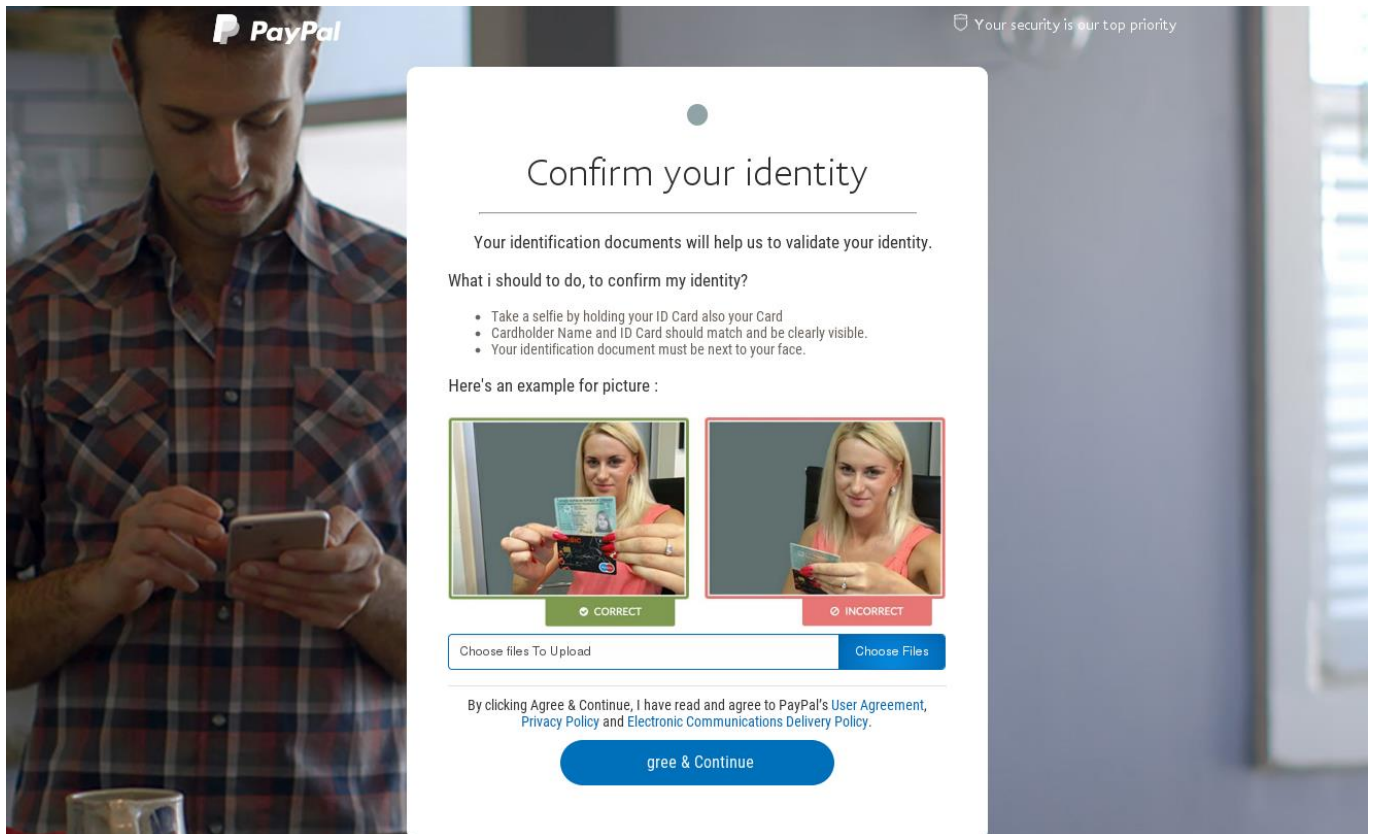 PayPal
Your security is our top priority
Confirm your identity
Your identification documents will help us to validate your identity.
What i should to do, to confirm my identity?
Take a selfie by holding your ID Card also your Card
Cardholder Name and ID Card should match and be clearly visible.
Your identification document must be next to your face.
Here's an example for picture :
CORRECT
INCORRECT
Choose files To Upload
Choose Files
By clicking Agree & Continue, I have read and agree to PayPal's User Agreement,
Privacy Policy and Electronic Communications Delivery Policy.
gree & Continue